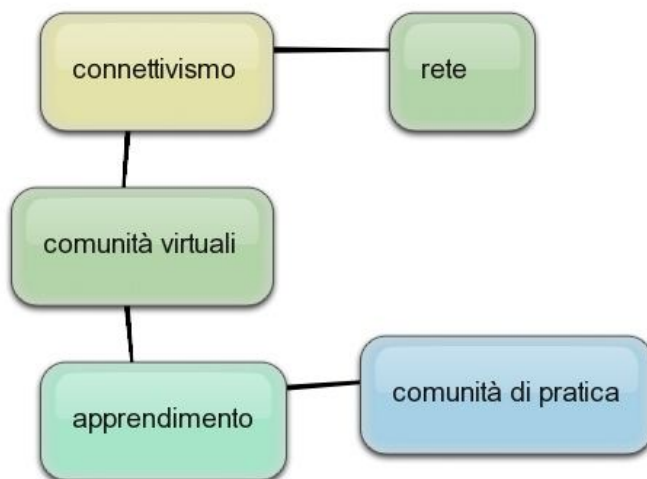 connettivismo
rete
comunità virtuali
apprendimento
comunità di pratica